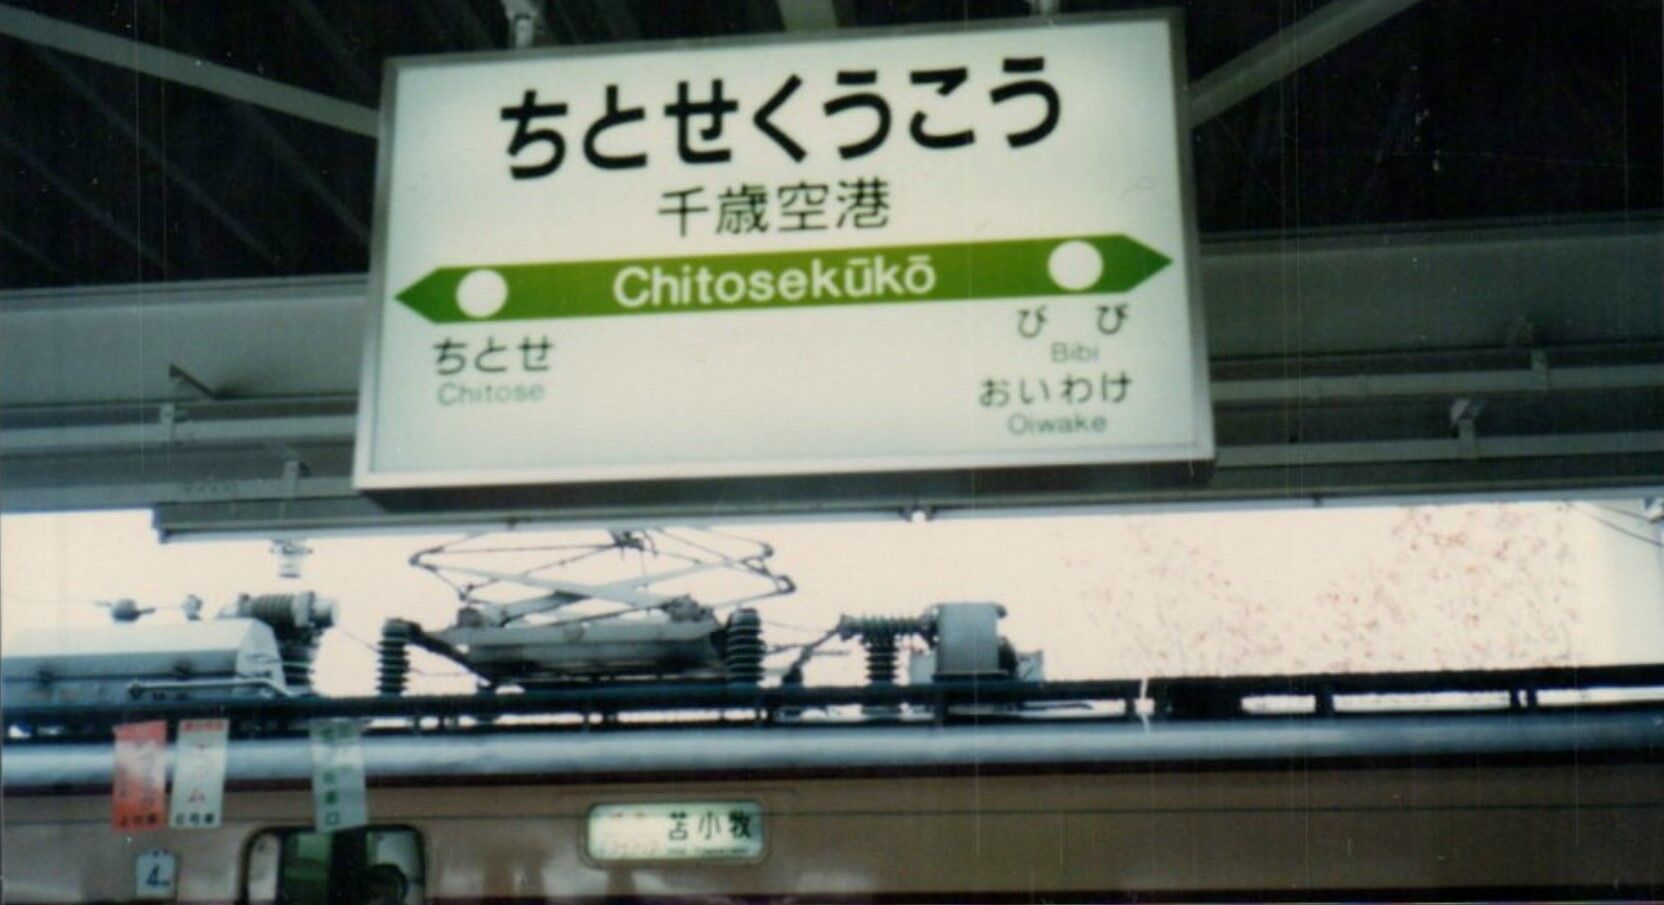 ちとせくうこう
千歳空港
Chitosekūkō
ちとせ
Chitose
びび
Bibi
おいわけ
Oiwake
苫小牧
4